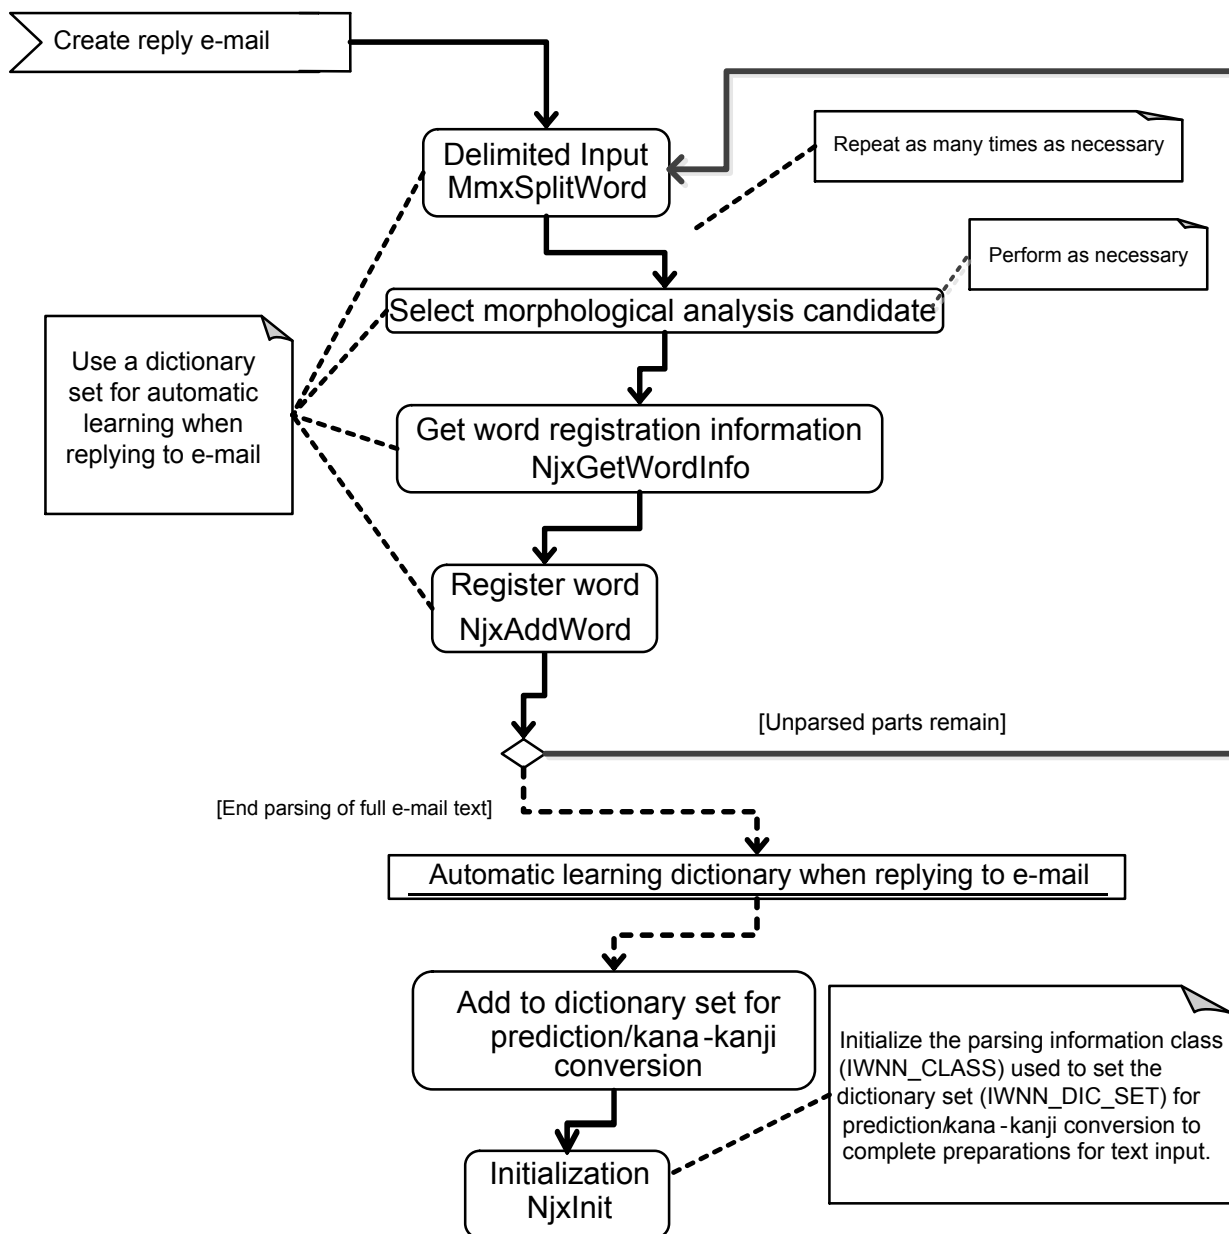 Create reply e-mail
Delimited Input
MmxSplitWord
Repeat as many times as necessary
Perform as necessary
Select morphological analysis candidate
Use a dictionary
set for automatic
learning when
replying to e-mail
Get word registration information
NjxGetWordInfo
Register word
NjxAddWord
[Unparsed parts remain]
[End parsing of full e-mail text]
Automatic learning dictionary when replying to e-mail
Add to dictionary set for
prediction/kana-kanji
conversion
Initialize the parsing information class
(IWNN_CLASS) used to set the
dictionary set (IWNN_DIC_SET) for
prediction/kana-kanji conversion to
complete preparations for text input.
Initialization
NjxInit